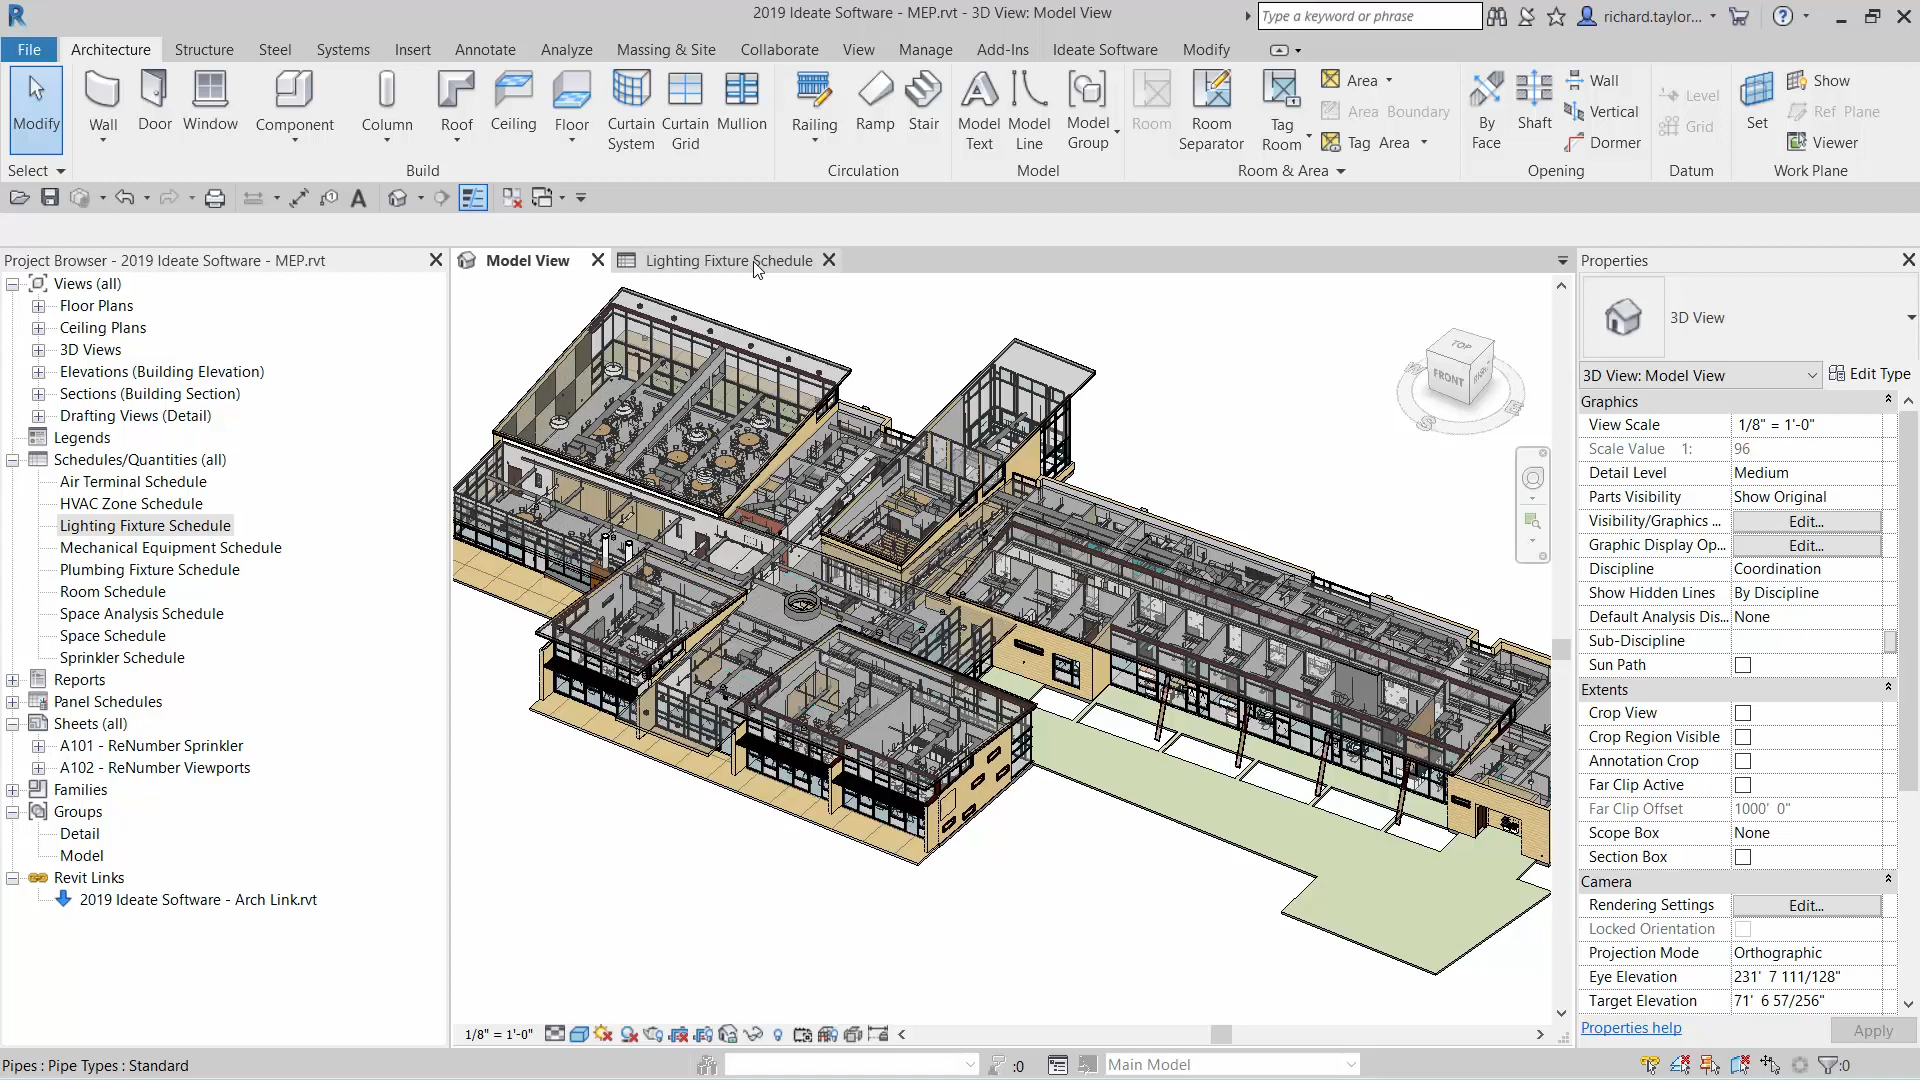 2019 Ideate Software - MEP.rvt - 3D View: Model View
Type a keyword or phrase
richard.taylor...
File Architecture Structure Steel Systems Insert Annotate Analyze Massing & Site Collaborate View Manage Add-Ins Ideate Software Modify
Modify
Wall
Door
Window
Component
Column
Roof
Ceiling
Floor
Curtain System
Curtain Grid
Mullion
Railing
Ramp
Stair
Model Text
Model Line
Model Group
Room
Room Separator
Tag Room
Area
Area Boundary
Tag Area
By Face
Shaft
Wall
Vertical
Dormer
Level
Grid
Set
Show
Ref Plane
Viewer
Select Build Circulation Model Room & Area Opening Datum Work Plane
Project Browser - 2019 Ideate Software - MEP.rvt
Views (all)
Floor Plans
Ceiling Plans
3D Views
Elevations (Building Elevation)
Sections (Building Section)
Drafting Views (Detail)
Legends
Schedules/Quantities (all)
Air Terminal Schedule
HVAC Zone Schedule
Lighting Fixture Schedule
Mechanical Equipment Schedule
Plumbing Fixture Schedule
Room Schedule
Space Analysis Schedule
Space Schedule
Sprinkler Schedule
Reports
Panel Schedules
Sheets (all)
A101 - ReNumber Sprinkler
A102 - ReNumber Viewports
Families
Groups
Detail
Model
Revit Links
2019 Ideate Software - Arch Link.rvt
Model View
Lighting Fixture Schedule
TOP
FRONT
Properties
3D View
3D View: Model View Edit Type
Graphics
View Scale 1/8" = 1'-0"
Scale Value 1: 96
Detail Level Medium
Parts Visibility Show Original
Visibility/Graphics ... Edit...
Graphic Display Op... Edit...
Discipline Coordination
Show Hidden Lines By Discipline
Default Analysis Dis... None
Sub-Discipline
Sun Path
Extents
Crop View
Crop Region Visible
Annotation Crop
Far Clip Active
Far Clip Offset 1000' 0"
Scope Box None
Section Box
Camera
Rendering Settings Edit...
Locked Orientation
Projection Mode Orthographic
Eye Elevation 231' 7 111/128"
Target Elevation 71' 6 57/256"
Properties help Apply
1/8" = 1'-0"
Pipes : Pipe Types : Standard
:0
Main Model
:0